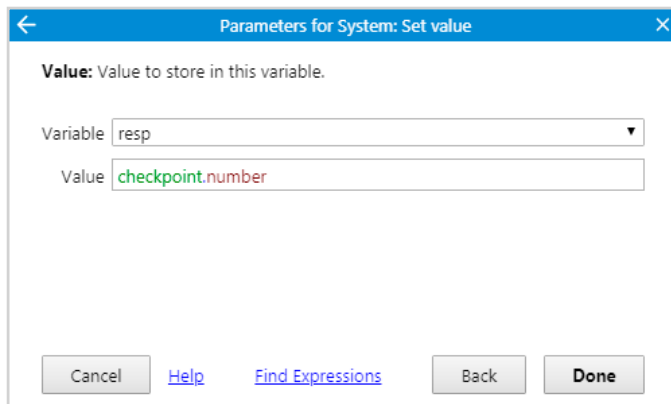 Parameters for System: Set value
Value: Value to store in this variable.
Variable resp
Value checkpoint.number
Cancel Help Find Expressions Back Done